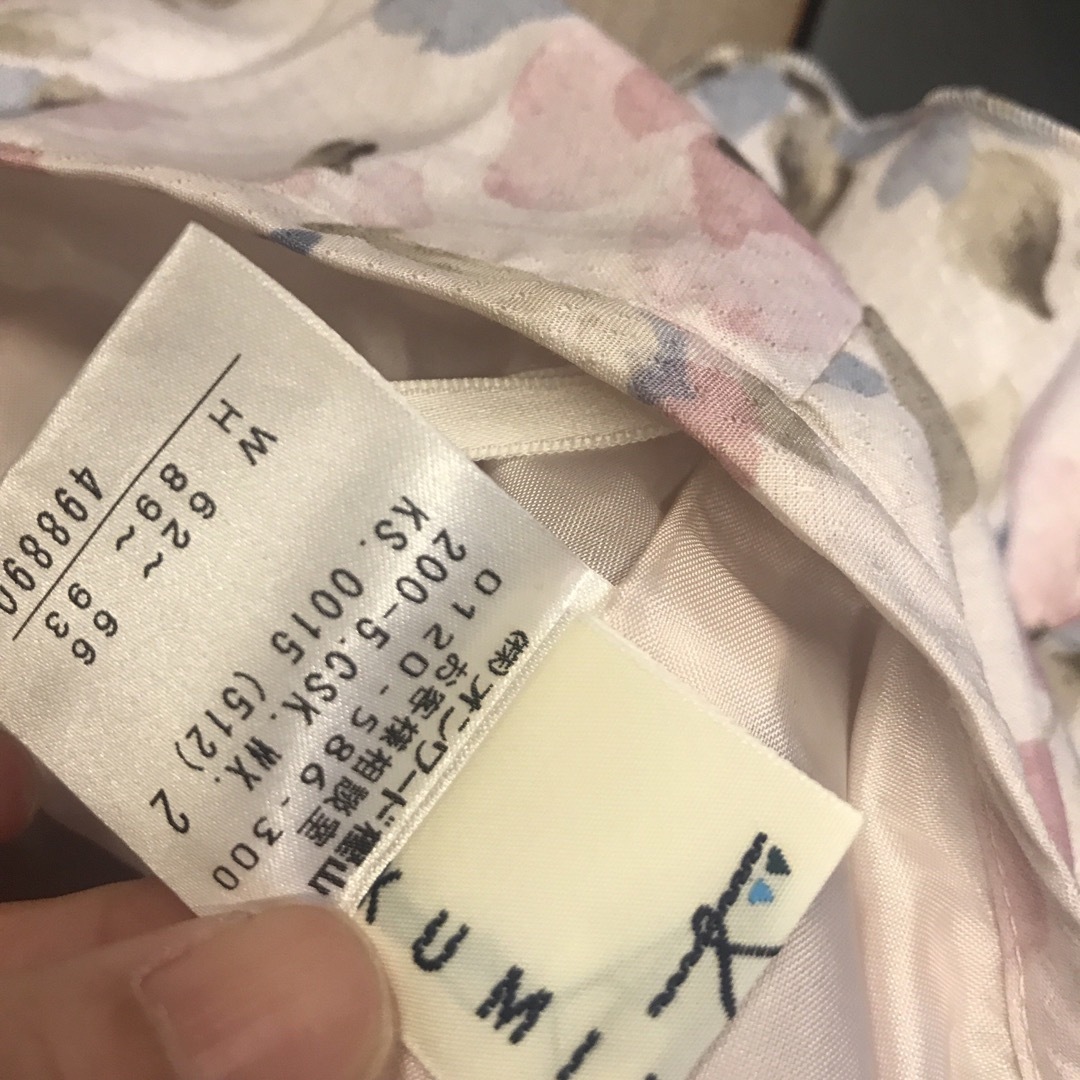 (株)オンワード樫山
お客様相談室
0120-586-300
200-5.CSK. WX. 2
KS. 0015 (512)
W 62~ 66
H 89~ 93
498890
KUMI